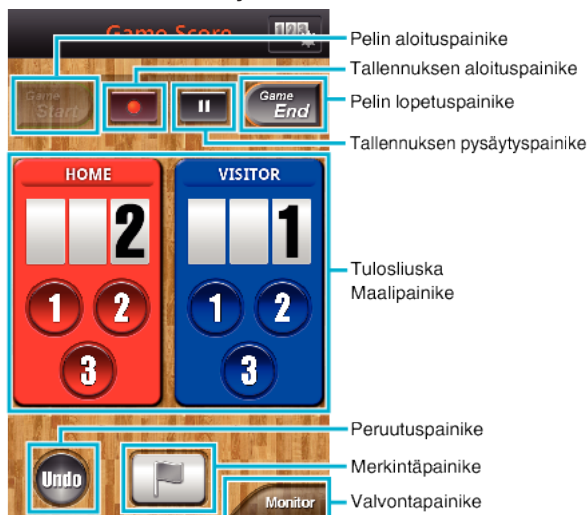 Game Score
123
Pelin aloituspainike
Tallennuksen aloituspainike
Game Start
Game End
Pelin lopetuspainike
Tallennuksen pysäytyspainike
HOME
VISITOR
2
1
1 2
1 2
3
3
Tulosliuska
Maalipainike
Peruutuspainike
Undo
Merkintäpainike
Monitor
Valvontapainike